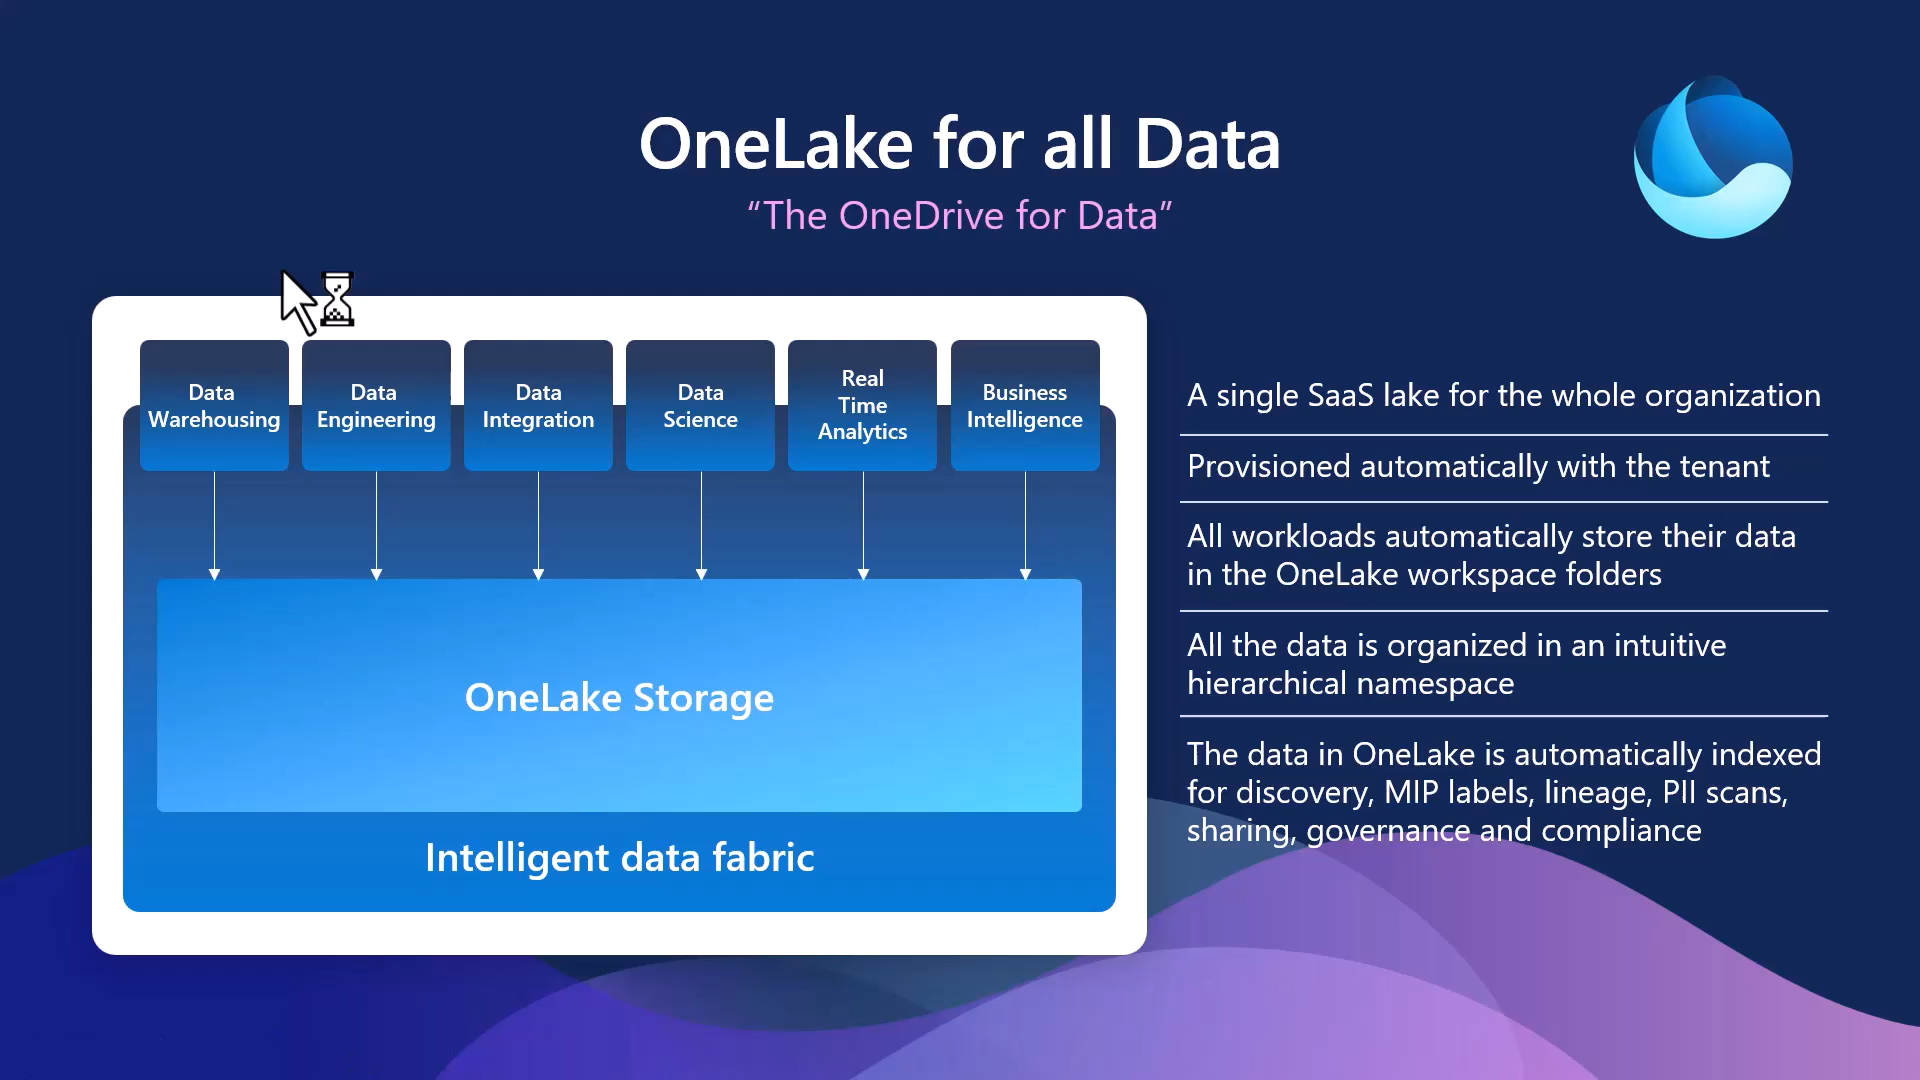 OneLake for all Data
“The OneDrive for Data”
Data
Warehousing
Data
Engineering
Data
Integration
Data
Science
Real
Time
Analytics
Business
Intelligence
OneLake Storage
Intelligent data fabric
A single SaaS lake for the whole organization
Provisioned automatically with the tenant
All workloads automatically store their data
in the OneLake workspace folders
All the data is organized in an intuitive
hierarchical namespace
The data in OneLake is automatically indexed
for discovery, MIP labels, lineage, PII scans,
sharing, governance and compliance